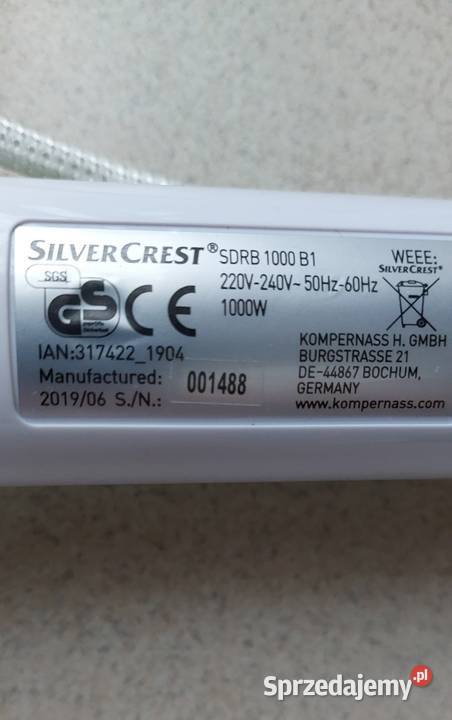 SILVERCREST® SDRB 1000 B1
220V-240V~ 50Hz-60Hz
1000W
WEEE:
SILVERCREST®
SGS
GS CE
IAN:317422_1904
Manufactured:
2019/06 S./N.: 001488
KOMPERNASS H. GMBH
BURGSTRASSE 21
DE-44867 BOCHUM,
GERMANY
www.kompernass.com
Sprzedajemy.pl